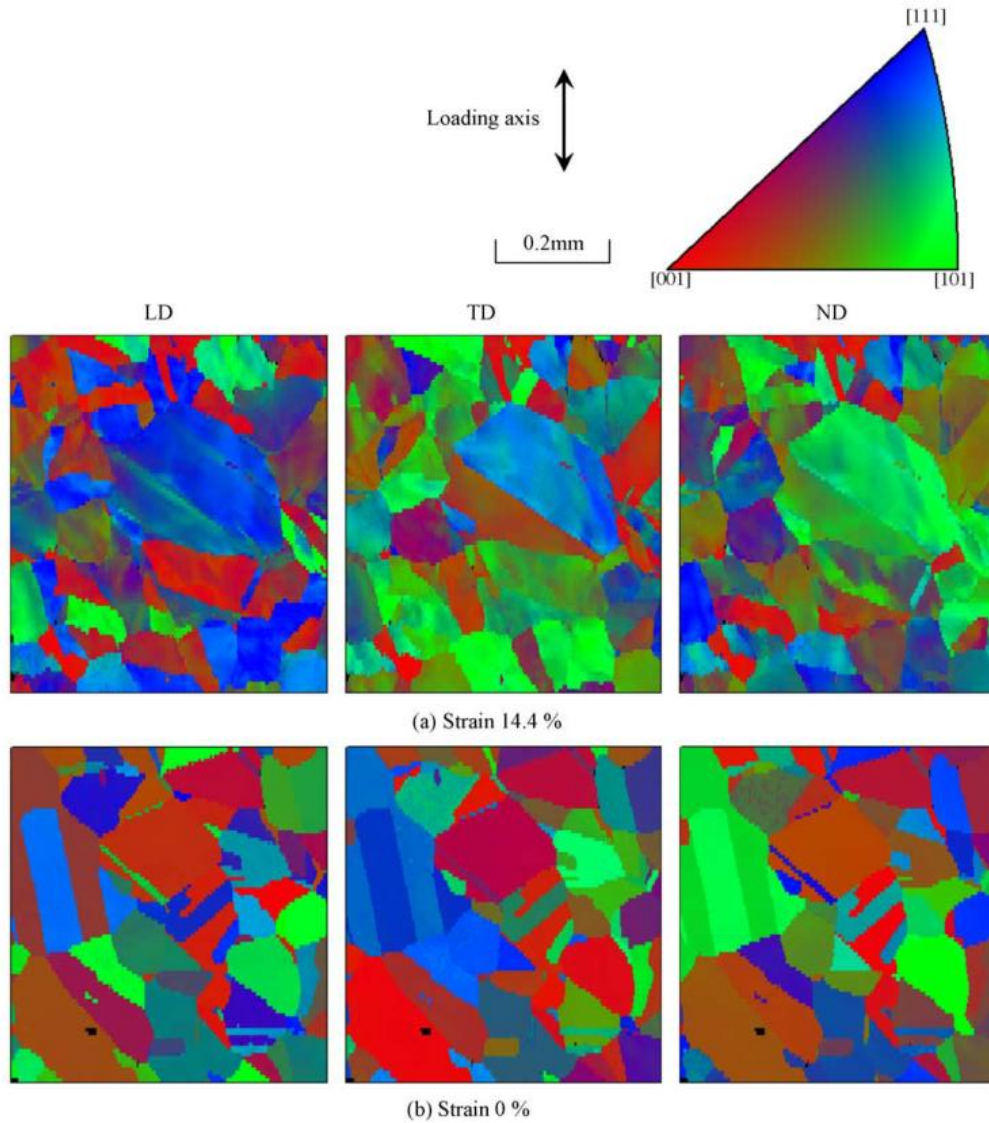 [111]
Loading axis
0.2mm
[001]
[101]
LD
TD
ND
(a) Strain 14.4 %
(b) Strain 0 %